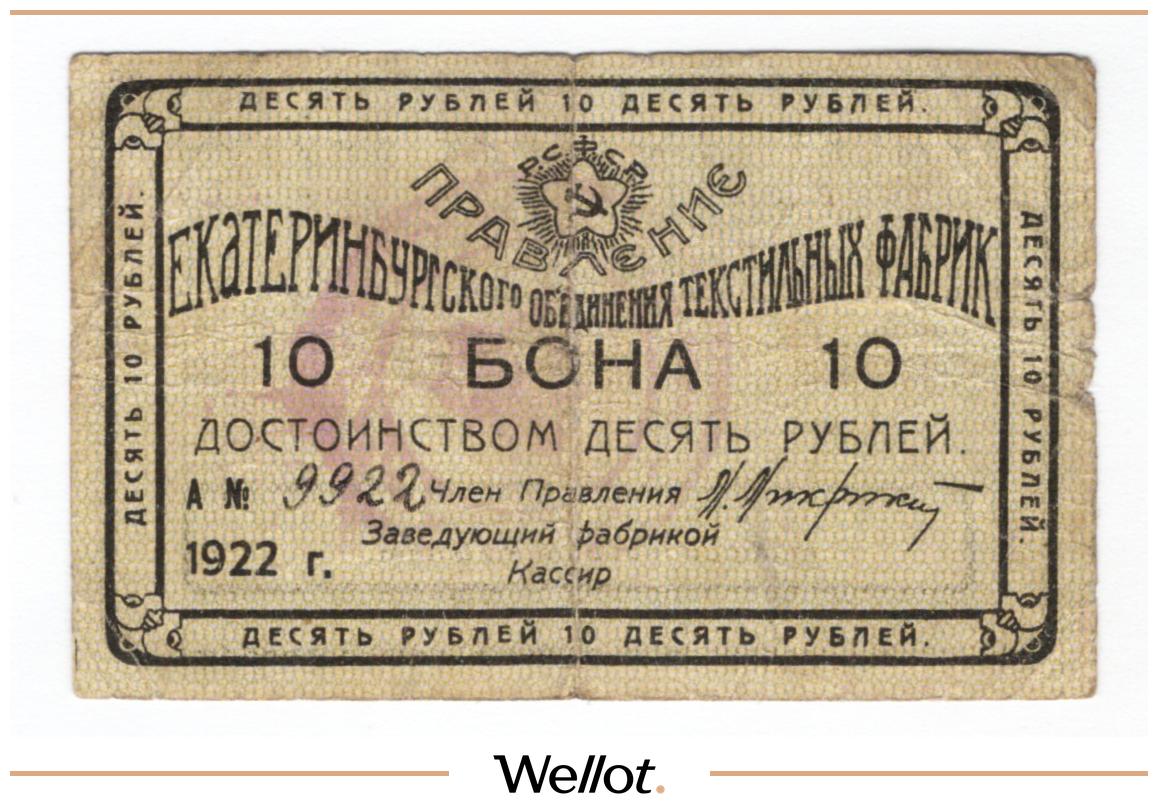 ДЕСЯТЬ РУБЛЕЙ 10 ДЕСЯТЬ РУБЛЕЙ.
Р.С.Ф.С.Р.
ПРАВЛЕНИЕ
ЕКАТЕРИНБУРГСКОГО ОБЕДИНЕНИЯ ТЕКСТИЛЬНЫХ ФАБРИК
10 БОНА 10
ДОСТОИНСТВОМ ДЕСЯТЬ РУБЛЕЙ.
А № 9922 Член Правления
Заведующий фабрикой
1922 г.
Кассир
ДЕСЯТЬ РУБЛЕЙ 10 ДЕСЯТЬ РУБЛЕЙ.
ДЕСЯТЬ 10 РУБЛЕЙ.
ДЕСЯТЬ 10 РУБЛЕЙ.
Wellot.